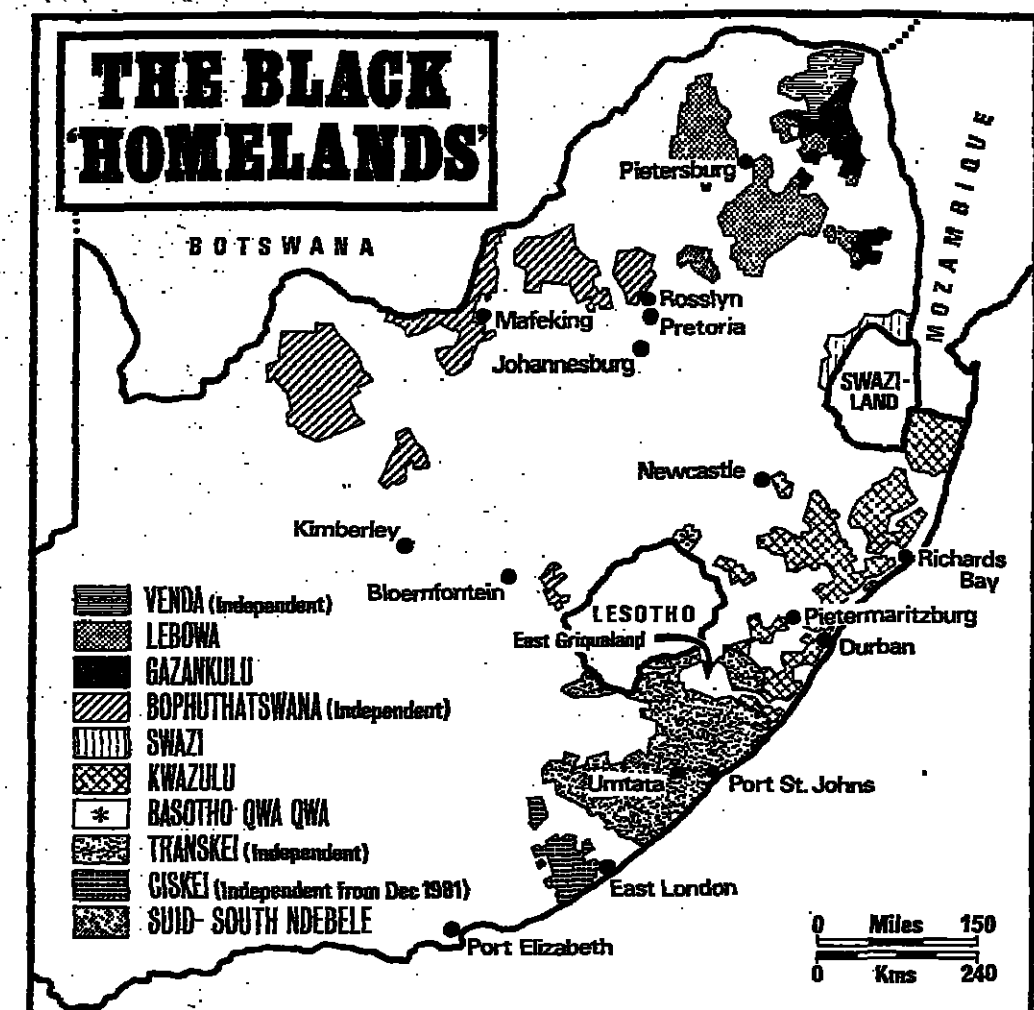 THE BLACK
'HOMELANDS'
BOTSWANA
MOZAMBIQUE
Pietersburg
Rosslyn
Pretoria
Mafeking
Johannesburg
SWAZI-
LAND
Newcastle
Kimberley
Richards
Bay
Bloemfontein
LESOTHO
Pietermaritzburg
East Griqualand
Durban
Umtata
Port St. Johns
East London
Port Elizabeth
VENDA (Independent)
LEBOWA
GAZANKULU
BOPHUTHATSWANA (Independent)
SWAZI
KWAZULU
* BASOTHO QWA QWA
TRANSKEI (Independent)
CISKEI (Independent from Dec 1981)
SUID-SOUTH NDEBELE
0 Miles 150
0 Kms 240